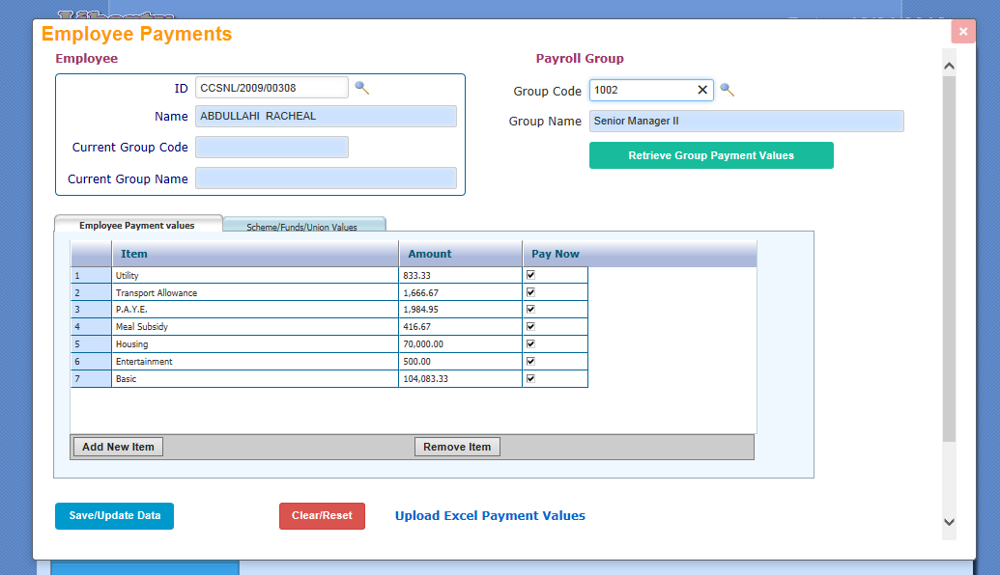 Employee Payments
×
Employee
Payroll Group
ID CCSNL/2009/00308
Group Code 1002
Name ABDULLAHI RACHEAL
Group Name Senior Manager II
Current Group Code
Retrieve Group Payment Values
Current Group Name
Employee Payment values Scheme/Funds/Union Values
Item Amount Pay Now
1 Utility 833.33
2 Transport Allowance 1,666.67
3 P.A.Y.E. 1,984.95
4 Meal Subsidy 416.67
5 Housing 70,000.00
6 Entertainment 500.00
7 Basic 104,083.33
Add New Item Remove Item
Save/Update Data Clear/Reset Upload Excel Payment Values